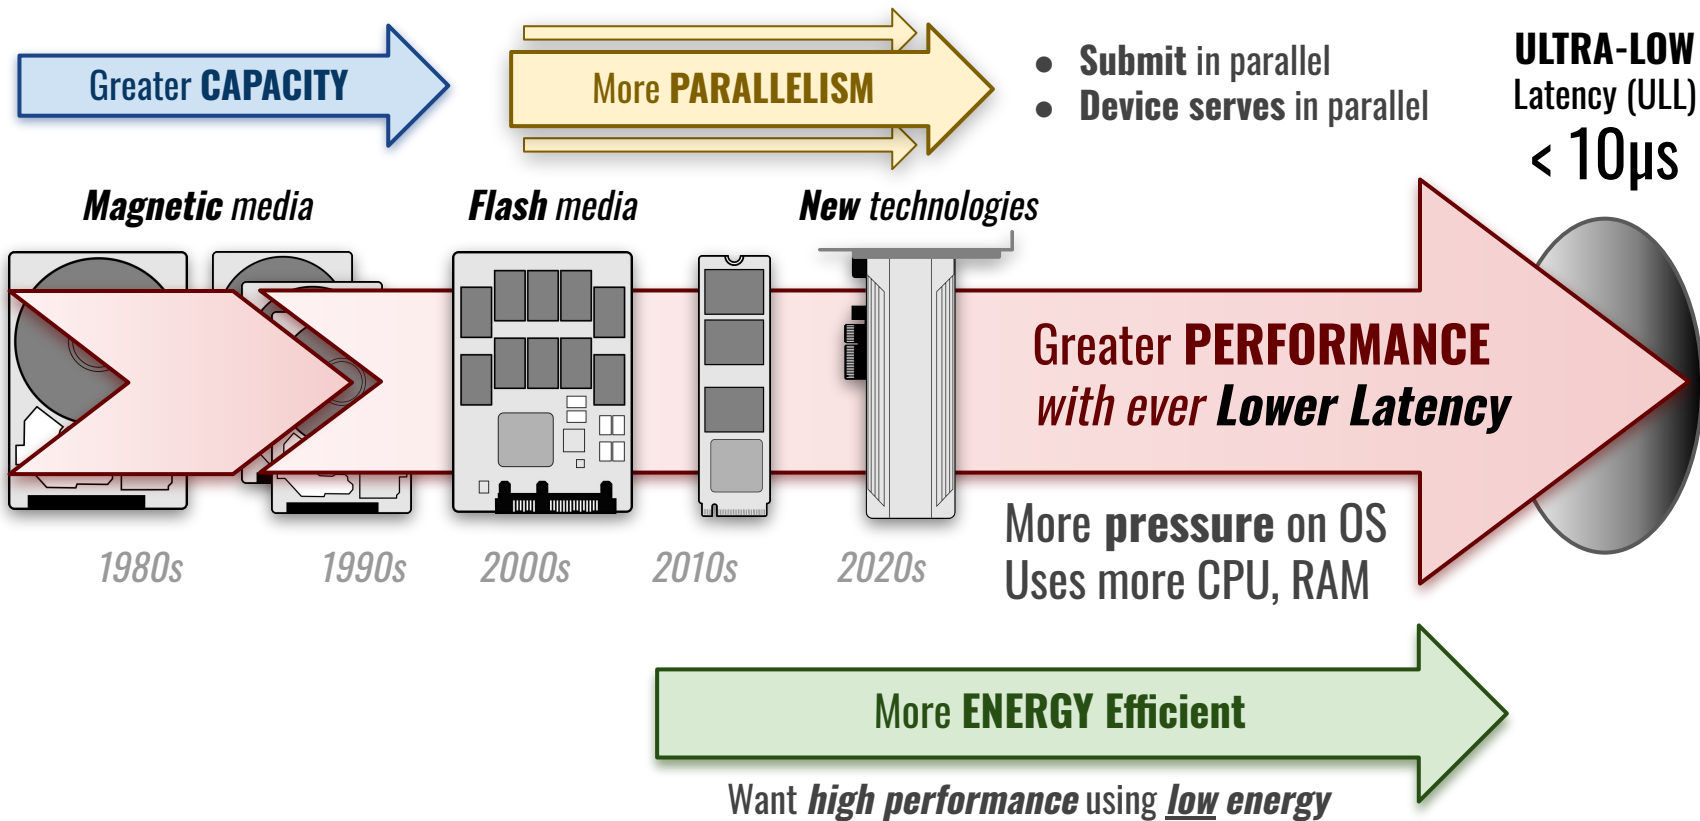 Greater CAPACITY
More PARALLELISM
● Submit in parallel
● Device serves in parallel
ULTRA-LOW
Latency (ULL)
< 10μs
Magnetic media
Flash media
New technologies
Greater PERFORMANCE
with ever Lower Latency
1980s
1990s
2000s
2010s
2020s
More pressure on OS
Uses more CPU, RAM
More ENERGY Efficient
Want high performance using low energy